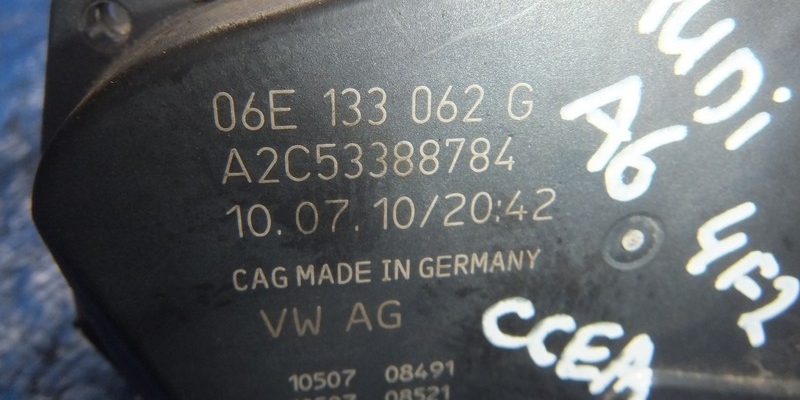 06E 133 062 G
A2C53388784
10.07.10/20:42
CAG MADE IN GERMANY
VW AG
10507 08491
08521
AUDi
A6
4F2
CCEA